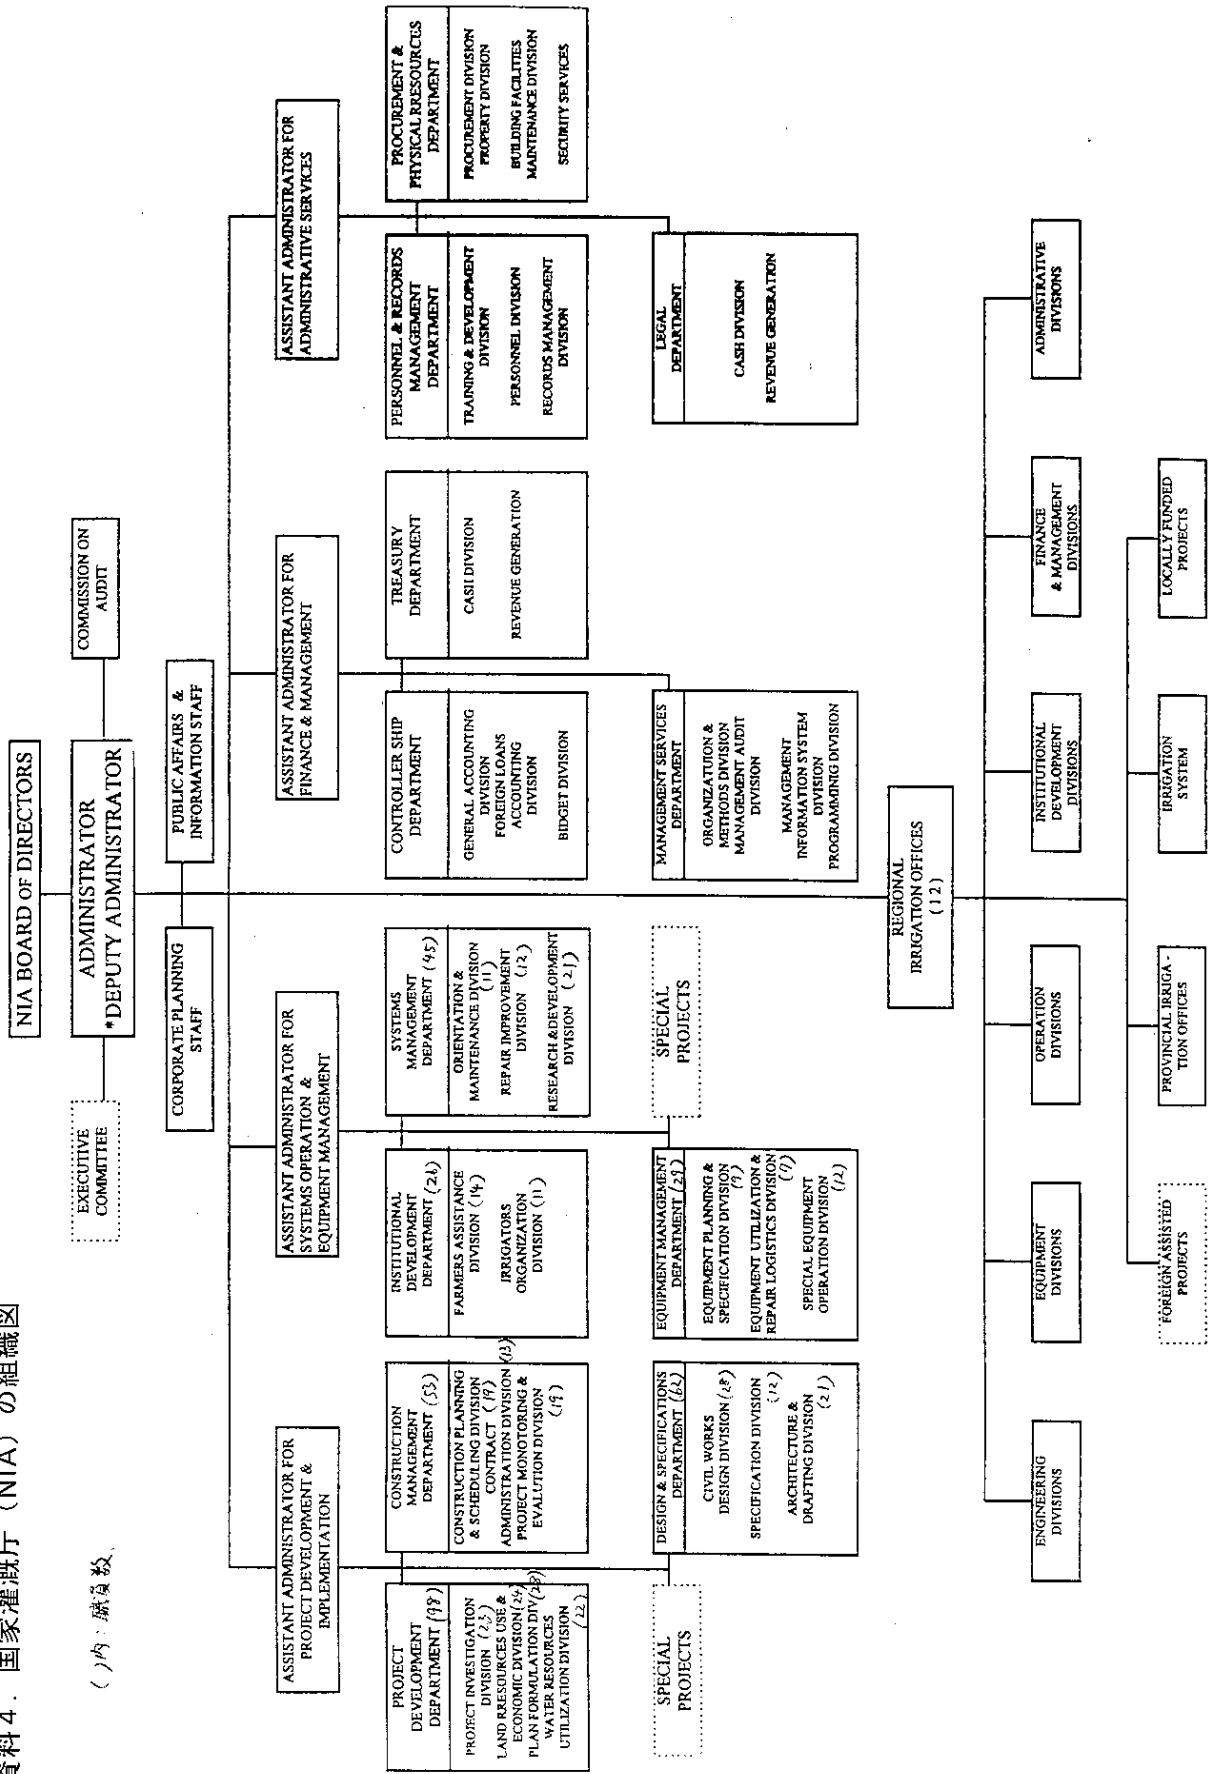 資料4. 国家灌漑庁(NIA)の組織図
( )内:職員数
NIA BOARD OF DIRECTORS
EXECUTIVE
COMMITTEE
ADMINISTRATOR
*DEPUTY ADMINISTRATOR
COMMISSION ON
AUDIT
CORPORATE PLANNING
STAFF
PUBLIC AFFAIRS &
INFORMATION STAFF
ASSISTANT ADMINISTRATOR FOR
PROJECT DEVELOPMENT &
IMPLEMENTATION
ASSISTANT ADMINISTRATOR FOR
SYSTEMS OPERATION &
EQUIPMENT MANAGEMENT
ASSISTANT ADMINISTRATOR FOR
FINANCE & MANAGEMENT
ASSISTANT ADMINISTRATOR FOR
ADMINISTRATIVE SERVICES
PROJECT
DEVELOPMENT
DEPARTMENT (98)
PROJECT INVESTIGATION
DIVISION (23)
LAND RRESOURCES USE &
ECONOMIC DIVISION (24)
PLAN FORMULATION DIV (28)
WATER RESOURCES
UTILIZATION DIVISION
(22)
CONSTRUCTION
MANAGEMENT
DEPARTMENT (53)
CONSTRUCTION PLANNING
& SCHEDULING DIVISION
CONTRACT (19)
ADMINISTRATION DIVISION (13)
PROJECT MONOTORING &
EVALUTION DIVISION
(19)
INSTITUTIONAL
DEVELOPMENT
DEPARTMENT (26)
FARMERS ASSISTANCE
DIVISION (14)
IRRIGATORS
ORGANIZATION
DIVISION (11)
SYSTEMS
MANAGEMENT
DEPARTMENT (45)
ORIENTATION &
MAINTENANCE DIVISION
(11)
REPAIR IMPROVEMENT
DIVISION (12)
RESEARCH &DEVELOPMENT
DIVISION (21)
CONTROLLER SHIP
DEPARTMENT
GENERAL ACCOUNTING
DIVISION
FOREIGN LOANS
ACCOUNTING
DIVISION
BIDGET DIVISION
TREASURY
DEPARTMENT
CASH DIVISION
REVENUE GENERATION
PERSONNEL & RECORDS
MANAGEMENT
DEPARTMENT
TRAINING & DEVELOPMENT
DIVISION
PERSONNEL DIVISION
RECORDS MANAGEMENT
DIVISION
PROCUREMENT &
PHYSICAL RRESOURCES
DEPARTMENT
PROCUREMENT DIVISION
PROPERTY DIVISION
BUILDING FACILITIES
MAINTENANCE DIVISION
SECURITY SERVICES
SPECIAL
PROJECTS
DESIGN & SPECIFICATIONS
DEPARTMENT (62)
CIVIL WORKS
DESIGN DIVISION (28)
SPECIFICATION DIVISION
(12)
ARCHITECTURE &
DRAFTING DIVISION
(21)
EQUIPMENT MANAGEMENT
DEPARTMENT (29)
EQUIPMENT PLANNING &
SPECIFICATION DIVISION
(9)
EQUIPMENT UTILIZATION &
REPAIR LOGISTICS DIVISION
(7)
SPECIAL EQUIPMENT
OPERATION DIVISION
(12)
SPECIAL
PROJECTS
MANAGEMENT SERVICES
DEPARTMENT
ORGANIZATUION &
METHODS DIVISION
MANAGEMENT AUDIT
DIVISION
MANAGEMENT
INFORMATION SYSTEM
DIVISION
PROGRAMMING DIVISION
LEGAL
DEPARTMENT
CASH DIVISION
REVENUE GENERATION
REGIONAL
IRRIGATION OFFICES
(12)
ENGINEERING
DIVISIONS
EQUIPMENT
DIVISIONS
OPERATION
DIVISIONS
INSTITUTIONAL
DEVELOPMENT
DIVISIONS
FINANCE
& MANAGEMENT
DIVISIONS
ADMINISTRATIVE
DIVISIONS
FOREIGN ASSISTED
PROJECTS
PROVINCIAL IRRIGA -
TION OFFICES
IRRIGATION
SYSTEM
LOCALLY FUNDED
PROJECTS